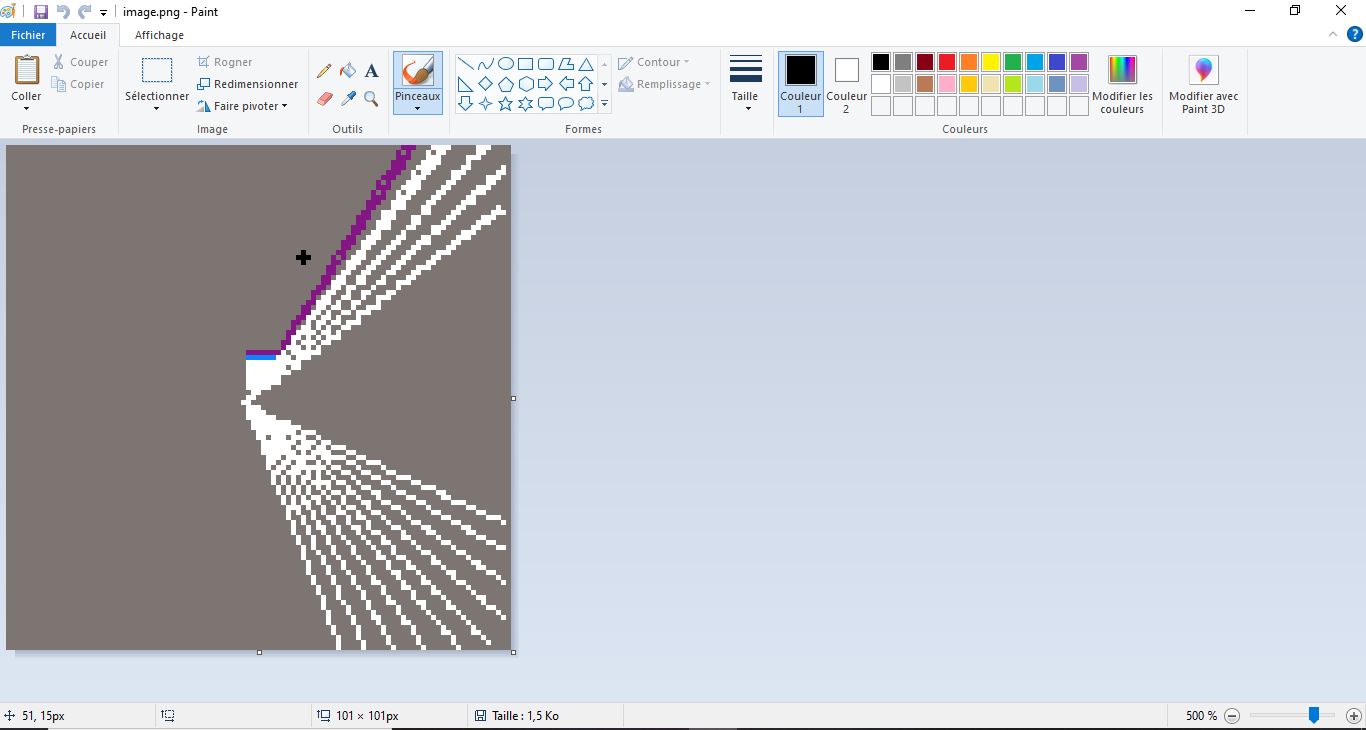 image.png - Paint
Fichier Accueil Affichage
Coller
Couper
Copier
Presse-papiers
Sélectionner
Rogner
Redimensionner
Faire pivoter
Image
A
Outils
Pinceaux
Contour
Remplissage
Formes
Taille
Couleur
1
Couleur
2
Modifier les
couleurs
Couleurs
Modifier avec
Paint 3D
51, 15px
101 × 101px
Taille : 1,5 Ko
500 %